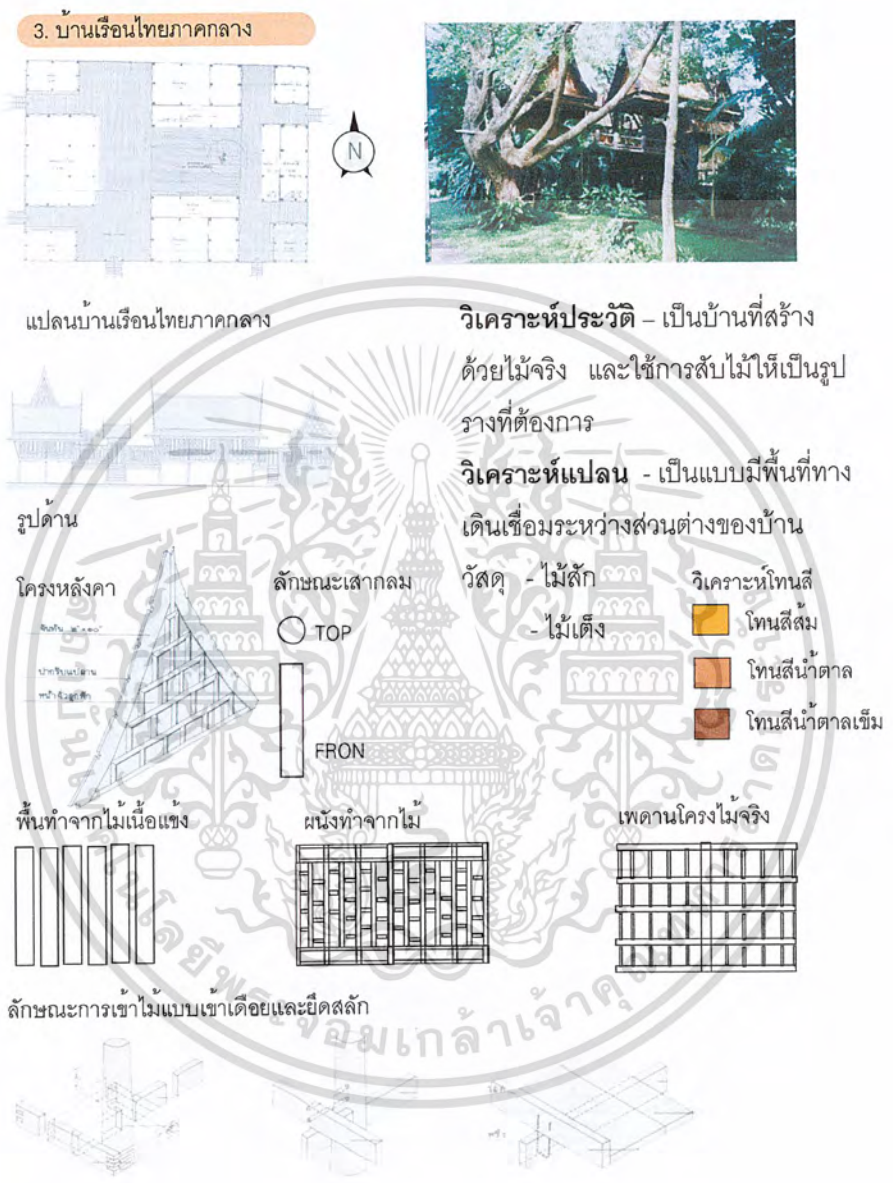 3. บ้านเรือนไทยภาคกลาง
N
แปลนบ้านเรือนไทยภาคกลาง
วิเคราะห์ประวัติ – เป็นบ้านที่สร้าง
ด้วยไม้จริง และใช้การสับไม้ให้เป็นรูป
รางที่ต้องการ
วิเคราะห์แปลน - เป็นแบบมีพื้นที่ทาง
เดินเชื่อมระหว่างส่วนต่างของบ้าน
รูปด้าน
โครงหลังคา
ลักษณะเสากลม
วัสดุ - ไม้สัก
- ไม้เต็ง
วิเคราะห์โทนสี
โทนสีส้ม
โทนสีน้ำตาล
โทนสีน้ำตาลเข็ม
TOP
FRON
พื้นทำจากไม้เนื้อแข้ง
ผนังทำจากไม้
เพดานโครงไม้จริง
ลักษณะการเข้าไม้แบบเข้าเดือยและยึดสลัก